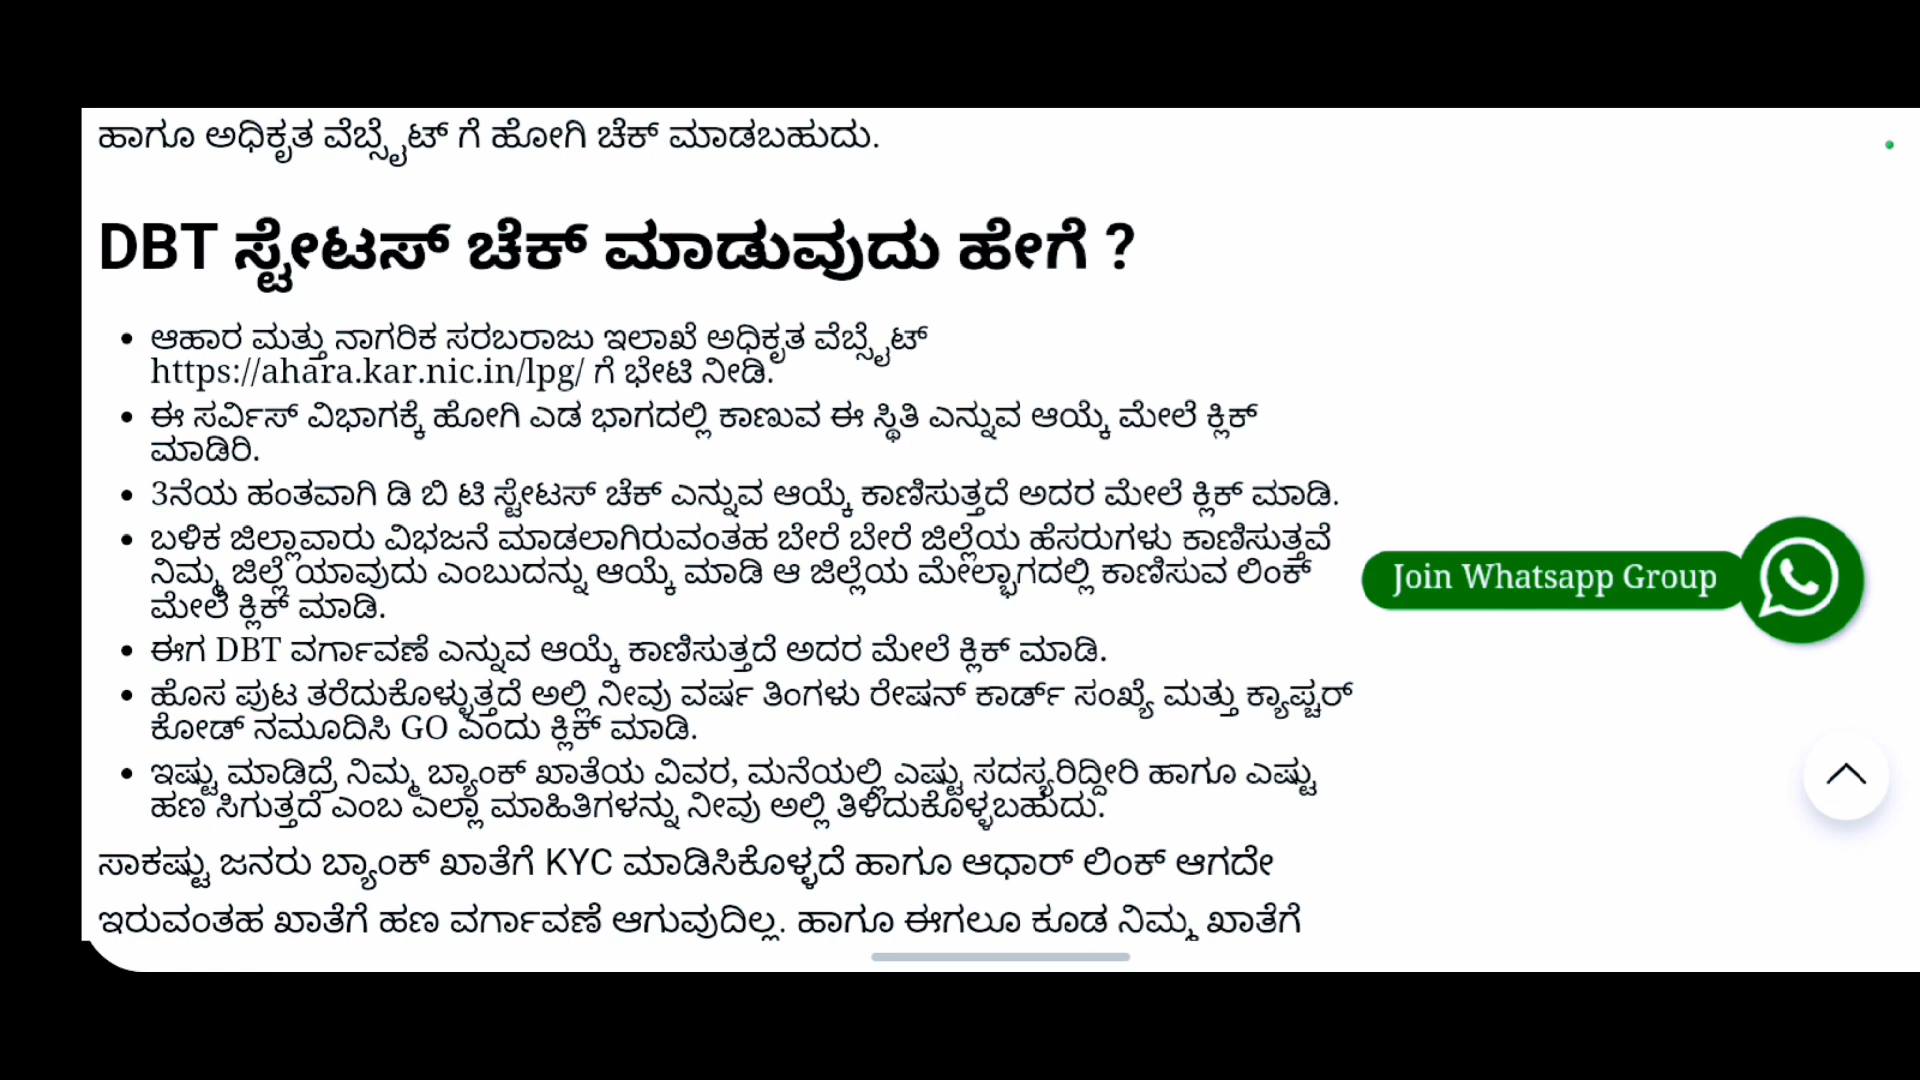 ಹಾಗೂ ಅಧಿಕೃತ ವೆಬ್ಸೈಟ್ ಗೆ ಹೋಗಿ ಚೆಕ್ ಮಾಡಬಹುದು.
DBT ಸ್ಟೇಟಸ್ ಚೆಕ್ ಮಾಡುವುದು ಹೇಗೆ ?
• ಆಹಾರ ಮತ್ತು ನಾಗರಿಕ ಸರಬರಾಜು ಇಲಾಖೆ ಅಧಿಕೃತ ವೆಬ್ಸೈಟ್
https://ahara.kar.nic.in/lpg/ ಗೆ ಭೇಟಿ ನೀಡಿ.
• ಈ ಸರ್ವಿಸ್ ವಿಭಾಗಕ್ಕೆ ಹೋಗಿ ಎಡ ಭಾಗದಲ್ಲಿ ಕಾಣುವ ಈ ಸ್ಥಿತಿ ಎನ್ನುವ ಆಯ್ಕೆ ಮೇಲೆ ಕ್ಲಿಕ್
ಮಾಡಿರಿ.
• 3ನೆಯ ಹಂತವಾಗಿ ಡಿ ಬಿ ಟಿ ಸ್ಟೇಟಸ್ ಚೆಕ್ ಎನ್ನುವ ಆಯ್ಕೆ ಕಾಣಿಸುತ್ತದೆ ಅದರ ಮೇಲೆ ಕ್ಲಿಕ್ ಮಾಡಿ.
• ಬಳಿಕ ಜಿಲ್ಲಾವಾರು ವಿಭಜನೆ ಮಾಡಲಾಗಿರುವಂತಹ ಬೇರೆ ಬೇರೆ ಜಿಲ್ಲೆಯ ಹೆಸರುಗಳು ಕಾಣಿಸುತ್ತವೆ
ನಿಮ್ಮ ಜಿಲ್ಲೆ ಯಾವುದು ಎಂಬುದನ್ನು ಆಯ್ಕೆ ಮಾಡಿ ಆ ಜಿಲ್ಲೆಯ ಮೇಲ್ಭಾಗದಲ್ಲಿ ಕಾಣಿಸುವ ಲಿಂಕ್
ಮೇಲೆ ಕ್ಲಿಕ್ ಮಾಡಿ.
Join Whatsapp Group
• ಈಗ DBT ವರ್ಗಾವಣೆ ಎನ್ನುವ ಆಯ್ಕೆ ಕಾಣಿಸುತ್ತದೆ ಅದರ ಮೇಲೆ ಕ್ಲಿಕ್ ಮಾಡಿ.
• ಹೊಸ ಪುಟ ತರೆದುಕೊಳ್ಳುತ್ತದೆ ಅಲ್ಲಿ ನೀವು ವರ್ಷ ತಿಂಗಳು ರೇಷನ್ ಕಾರ್ಡ್ ಸಂಖ್ಯೆ ಮತ್ತು ಕ್ಯಾಪ್ಚರ್
ಕೋಡ್ ನಮೂದಿಸಿ GO ಎಂದು ಕ್ಲಿಕ್ ಮಾಡಿ.
• ಇಷ್ಟು ಮಾಡಿದ್ರೆ ನಿಮ್ಮ ಬ್ಯಾಂಕ್ ಖಾತೆಯ ವಿವರ, ಮನೆಯಲ್ಲಿ ಎಷ್ಟು ಸದಸ್ಯರಿದ್ದೀರಿ ಹಾಗೂ ಎಷ್ಟು
ಹಣ ಸಿಗುತ್ತದೆ ಎಂಬ ಎಲ್ಲಾ ಮಾಹಿತಿಗಳನ್ನು ನೀವು ಅಲ್ಲಿ ತಿಳಿದುಕೊಳ್ಳಬಹುದು.
ಸಾಕಷ್ಟು ಜನರು ಬ್ಯಾಂಕ್ ಖಾತೆಗೆ KYC ಮಾಡಿಸಿಕೊಳ್ಳದೆ ಹಾಗೂ ಆಧಾರ್ ಲಿಂಕ್ ಆಗದೇ
ಇರುವಂತಹ ಖಾತೆಗೆ ಹಣ ವರ್ಗಾವಣೆ ಆಗುವುದಿಲ್ಲ. ಹಾಗೂ ಈಗಲೂ ಕೂಡ ನಿಮ್ಮ ಖಾತೆಗೆ